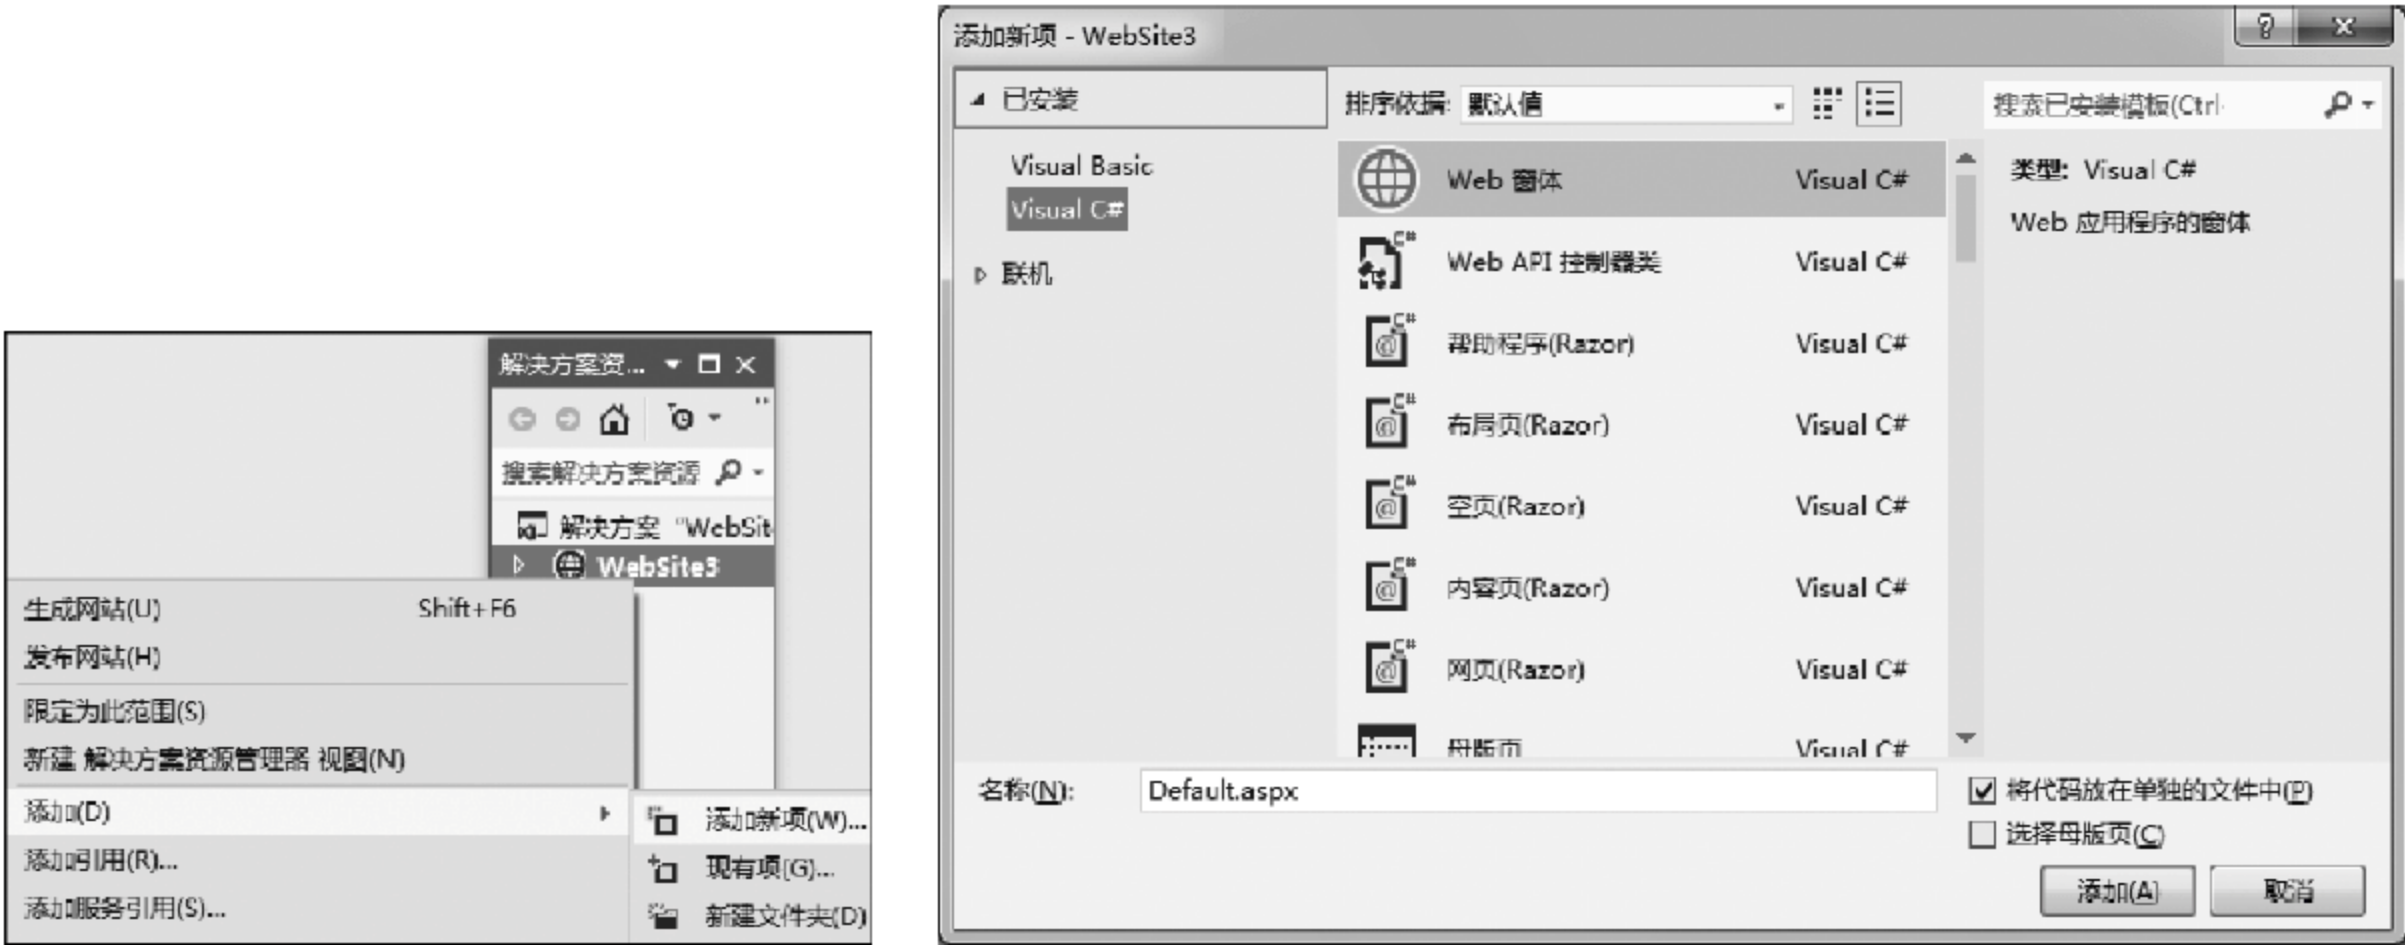 解决方案资...
搜索解决方案资源
解决方案 "WebSit
WebSite3
生成网站(U) Shift+F6
发布网站(H)
限定为此范围(S)
新建 解决方案资源管理器 视图(N)
添加(D)
添加引用(R)...
添加服务引用(S)...
添加新项(W)...
现有项(G)...
新建文件夹(D)
添加新项 - WebSite3
已安装
Visual Basic
Visual C#
联机
排序依据: 默认值
Web 窗体 Visual C#
Web API 控制器类 Visual C#
帮助程序(Razor) Visual C#
布局页(Razor) Visual C#
空页(Razor) Visual C#
内容页(Razor) Visual C#
网页(Razor) Visual C#
母版页 Visual C#
搜索已安装模板(Ctrl
类型: Visual C#
Web 应用程序的窗体
名称(N): Default.aspx
将代码放在单独的文件中(P)
选择母版页(C)
添加(A) 取消